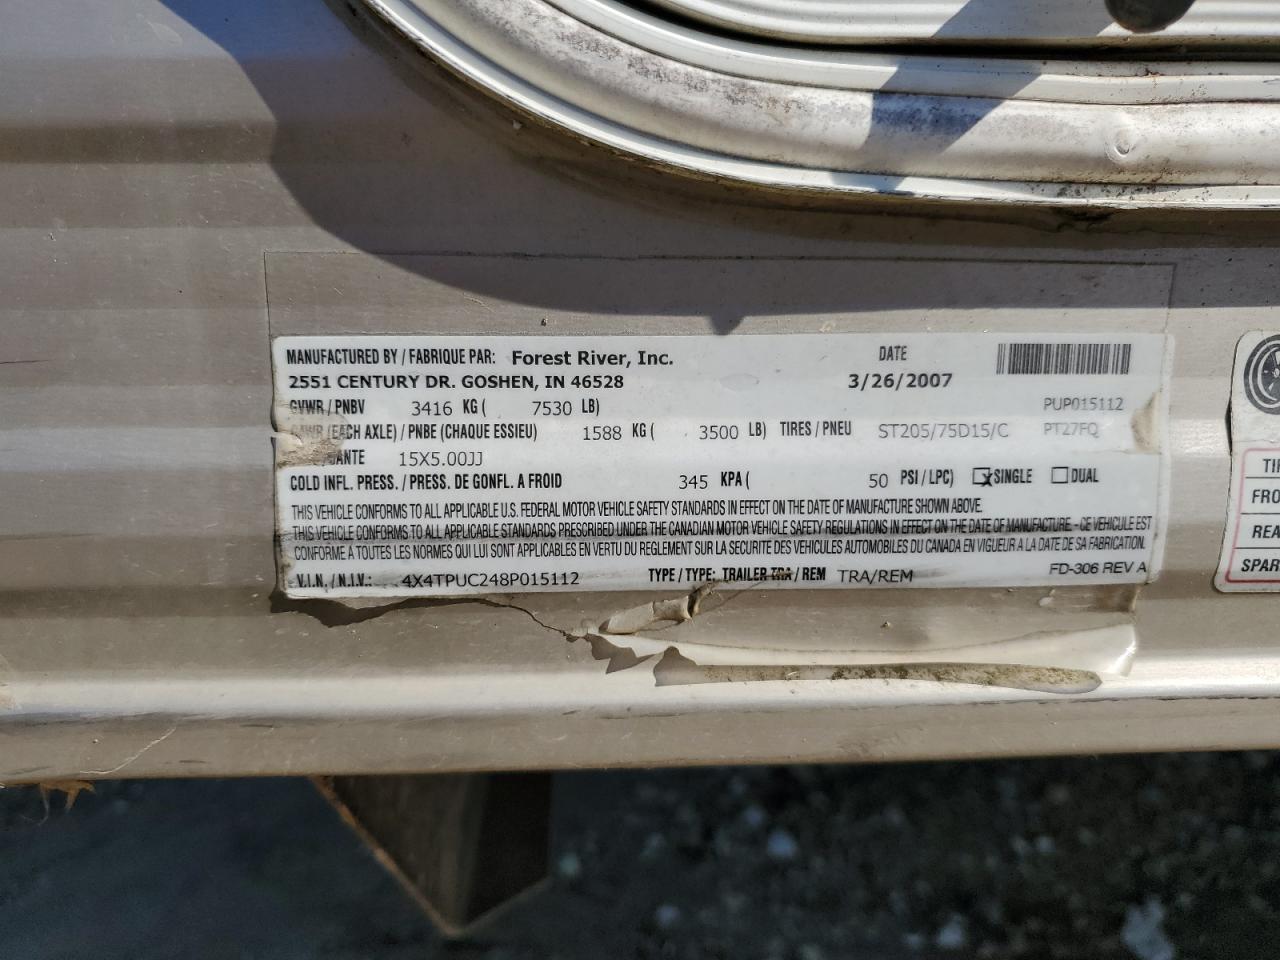 MANUFACTURED BY / FABRIQUE PAR: Forest River, Inc. DATE
2551 CENTURY DR. GOSHEN, IN 46528 3/26/2007
GVWR / PNBV 3416 KG ( 7530 LB) PUP015112
(EACH AXLE) / PNBE (CHAQUE ESSIEU) 1588 KG ( 3500 LB) TIRES / PNEU ST205/75D15/C PT27FQ
15X5.00JJ
COLD INFL. PRESS. / PRESS. DE GONFL. A FROID 345 KPA ( 50 PSI / LPC) SINGLE DUAL
THIS VEHICLE CONFORMS TO ALL APPLICABLE U.S. FEDERAL MOTOR VEHICLE SAFETY STANDARDS IN EFFECT ON THE DATE OF MANUFACTURE SHOWN ABOVE.
THIS VEHICLE CONFORMS TO ALL APPLICABLE STANDARDS PRESCRIBED UNDER THE CANADIAN MOTOR VEHICLE SAFETY REGULATIONS IN EFFECT ON THE DATE OF MANUFACTURE. - CE VEHICULE EST
CONFORME À TOUTES LES NORMES QUI LUI SONT APPLICABLES EN VERTU DU REGLEMENT SUR LA SECURITE DES VEHICULES AUTOMOBILES DU CANADA EN VIGUEUR A LA DATE DE SA FABRICATION.
V.I.N. / N.I.V.: 4X4TPUC248P015112 TYPE / TYPE: TRAILER TRA / REM TRA/REM FD-306 REV A